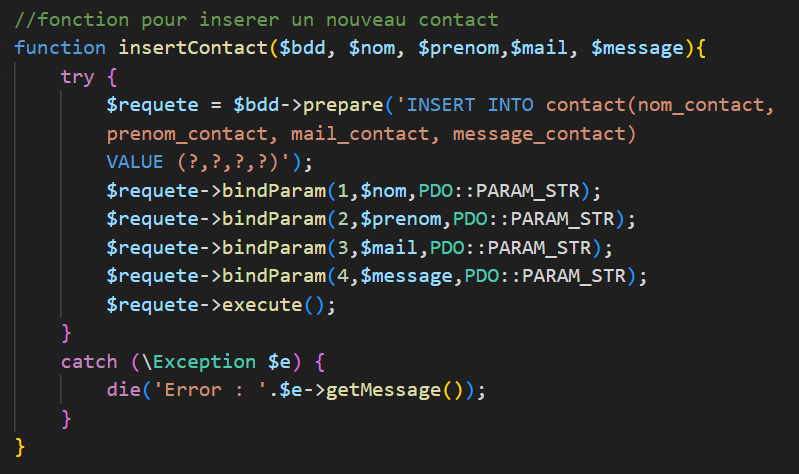 //fonction pour inserer un nouveau contact
function insertContact($bdd, $nom, $prenom,$mail, $message){
try {
$requete = $bdd->prepare('INSERT INTO contact(nom_contact,
prenom_contact, mail_contact, message_contact)
VALUE (?,?,?,?)');
$requete->bindParam(1,$nom,PDO::PARAM_STR);
$requete->bindParam(2,$prenom,PDO::PARAM_STR);
$requete->bindParam(3,$mail,PDO::PARAM_STR);
$requete->bindParam(4,$message,PDO::PARAM_STR);
$requete->execute();
}
catch (\Exception $e) {
die('Error : '.$e->getMessage());
}
}